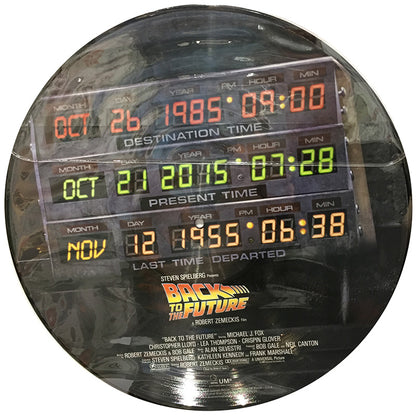 MONTH DAY YEAR PM HOUR MIN
OCT 26 1985 09:00
DESTINATION TIME
MONTH DAY YEAR PM HOUR MIN
OCT 21 2015 07:28
PRESENT TIME
MONTH DAY YEAR PM HOUR MIN
NOV 12 1955 06:38
LAST TIME DEPARTED
STEVEN SPIELBERG Presents
BACK
TO THE
FUTURE
A ROBERT ZEMECKIS Film
"BACK TO THE FUTURE" MICHAEL J. FOX
CHRISTOPHER LLOYD · LEA THOMPSON · CRISPIN GLOVER
ROBERT ZEMECKIS & BOB GALE ALAN SILVESTRI BOB GALE NEIL CANTON
STEVEN SPIELBERG KATHLEEN KENNEDY FRANK MARSHALL
ROBERT ZEMECKIS A UNIVERSAL Picture